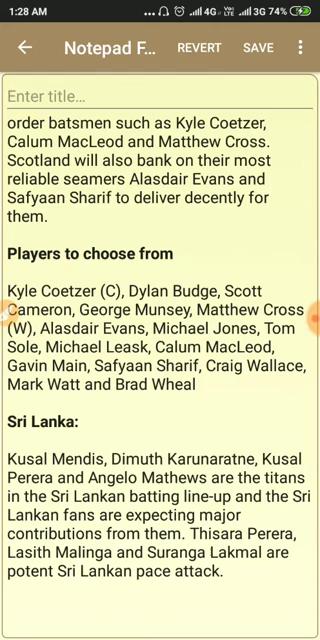 1:28 AM ... 4G VoLTE 3G 74%
Notepad F... REVERT SAVE
Enter title...
order batsmen such as Kyle Coetzer,
Calum MacLeod and Matthew Cross.
Scotland will also bank on their most
reliable seamers Alasdair Evans and
Safyaan Sharif to deliver decently for
them.
Players to choose from
Kyle Coetzer (C), Dylan Budge, Scott
Cameron, George Munsey, Matthew Cross
(W), Alasdair Evans, Michael Jones, Tom
Sole, Michael Leask, Calum MacLeod,
Gavin Main, Safyaan Sharif, Craig Wallace,
Mark Watt and Brad Wheal
Sri Lanka:
Kusal Mendis, Dimuth Karunaratne, Kusal
Perera and Angelo Mathews are the titans
in the Sri Lankan batting line-up and the Sri
Lankan fans are expecting major
contributions from them. Thisara Perera,
Lasith Malinga and Suranga Lakmal are
potent Sri Lankan pace attack.